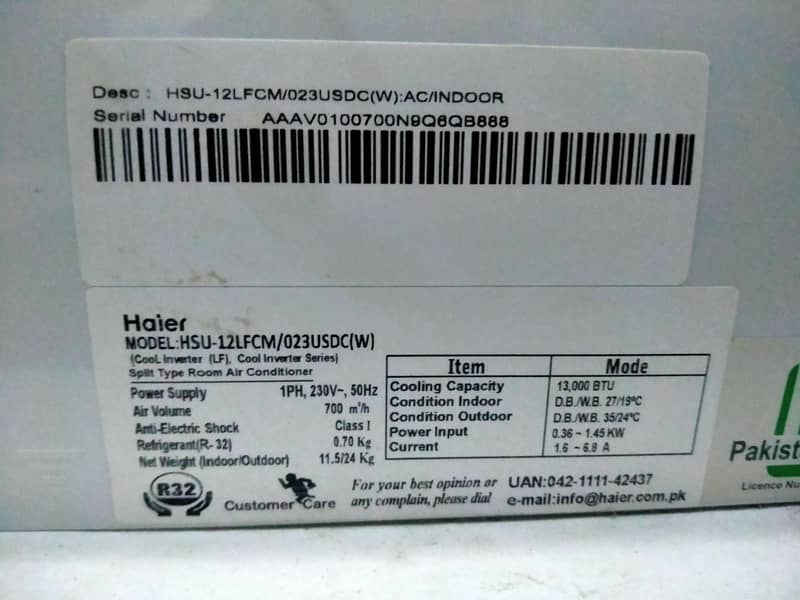 Desc : HSU-12LFCM/023USDC(W):AC/INDOOR
Serial Number AAAV0100700N9Q6QB888
Haier
MODEL:HSU-12LFCM/023USDC(W)
(Cool Inverter (LF), Cool Inverter Series)
Split Type Room Air Conditioner
Power Supply 1PH, 230V~, 50Hz
Air Volume 700 m³/h
Anti-Electric Shock Class I
Refrigerant(R-32) 0.70 Kg
Net Weight (Indoor/Outdoor) 11.5/24 Kg
Item Mode
Cooling Capacity 13,000 BTU
Condition Indoor D.B./W.B. 27/19ºC
Condition Outdoor D.B./W.B. 35/24ºC
Power Input 0.36 ~ 1.45 KW
Current 1.6 ~ 6.8 A
R32
Customer Care
For your best opinion or
any complain, please dial
UAN:042-1111-42437
e-mail:info@haier.com.pk
Pakista
Licence Nu